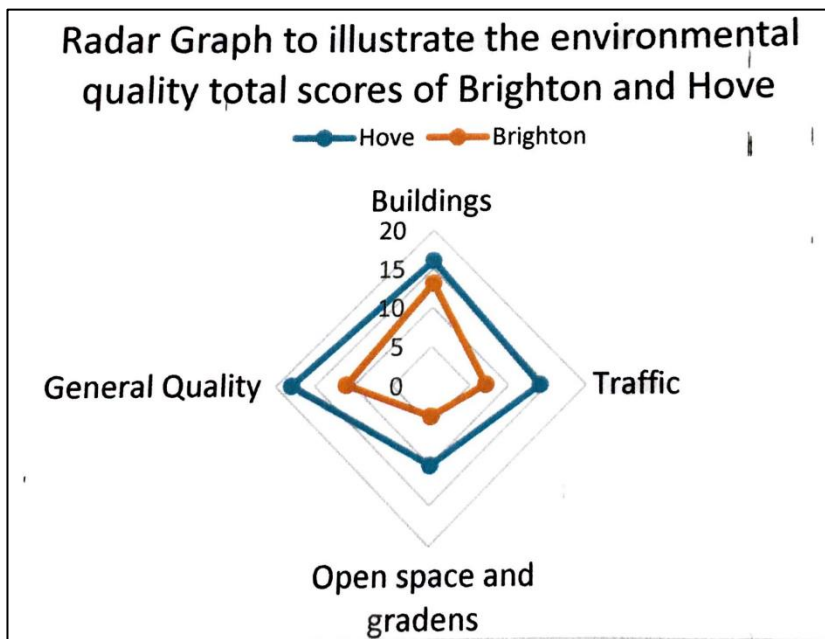 Radar Graph to illustrate the environmental
quality total scores of Brighton and Hove
Hove Brighton
Buildings
20
15
10
5
0
General Quality
Traffic
Open space and
gradens